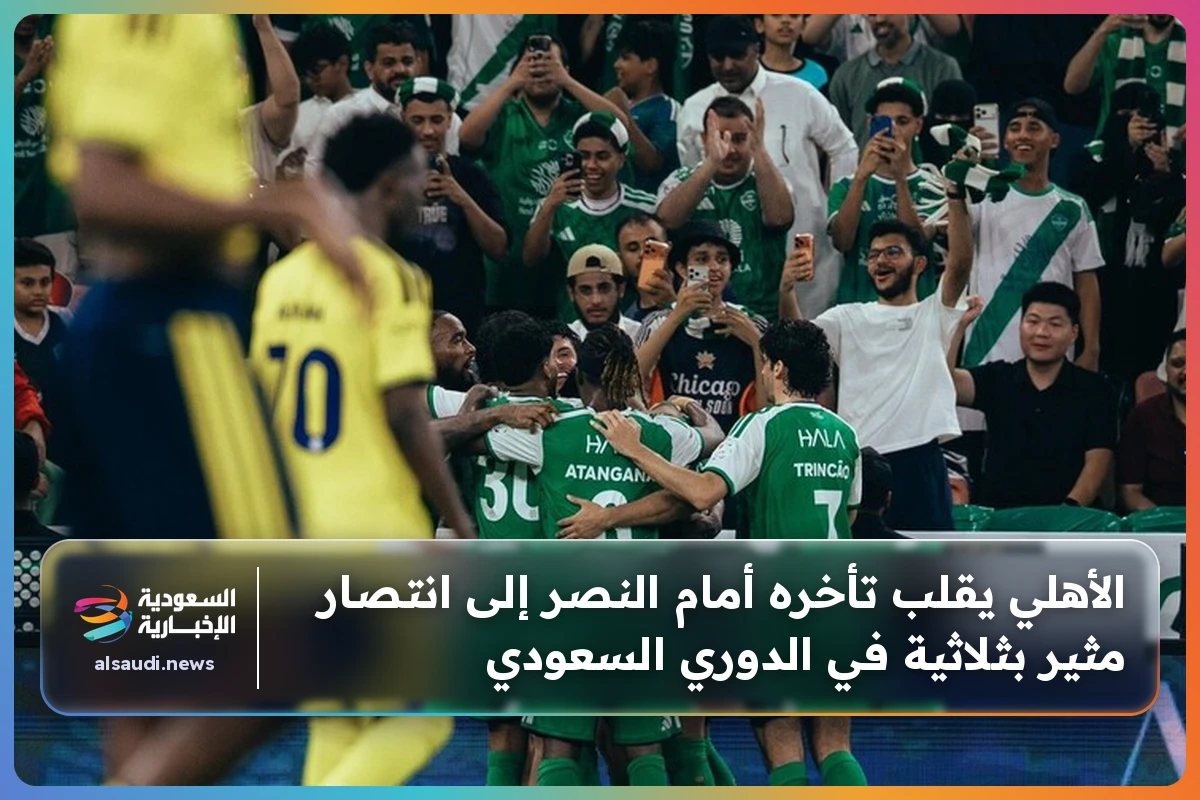 70
Chicago
30
HALA
ATANGANA
HALA
TRINCÃO
7
الأهلي يقلب تأخره أمام النصر إلى انتصار
مثير بثلاثية في الدوري السعودي
السعودية
الإخبارية
alsaudi.news